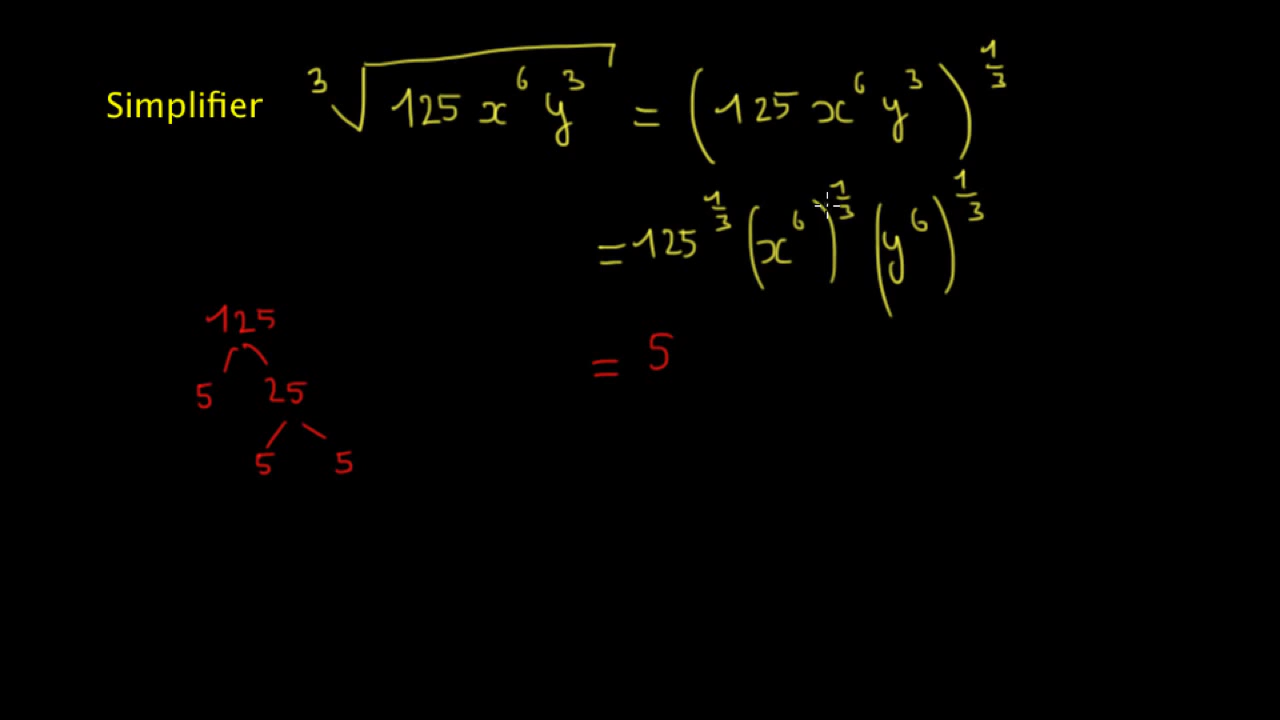 Simplifier ³√(125 x⁶ y³) = (125 x⁶ y³)^(1/3)
= 125^(1/3) (x⁶)^(1/3) (y⁶)^(1/3)
125
= 5
5 25
5 5